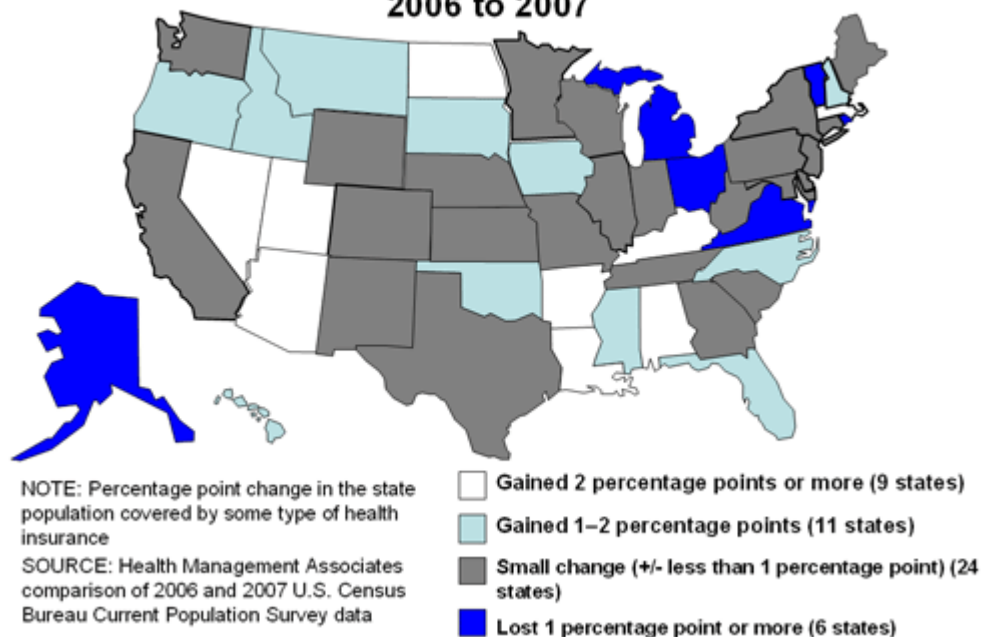 2006 to 2007
NOTE: Percentage point change in the state
population covered by some type of health
insurance
SOURCE: Health Management Associates
comparison of 2006 and 2007 U.S. Census
Bureau Current Population Survey data
Gained 2 percentage points or more (9 states)
Gained 1–2 percentage points (11 states)
Small change (+/- less than 1 percentage point) (24
states)
Lost 1 percentage point or more (6 states)